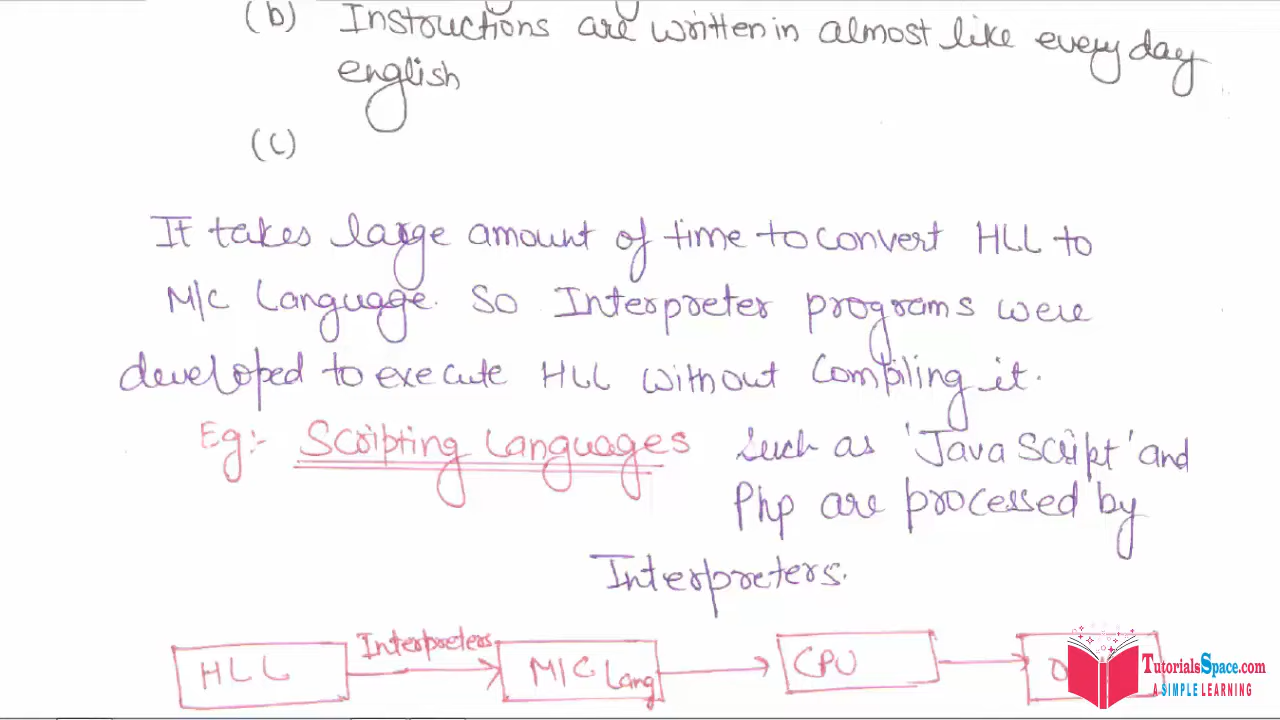 (b) Instructions are written in almost like every day
english
(c)
It takes large amount of time to convert HLL to
M/C Language. So Interpreter programs were
developed to execute HLL without compiling it.
Eg:- Scripting Languages such as 'Java Script' and
Php are processed by
Interpreters.
HLL Interpreters M/C Lang CPU
TutorialsSpace.com
A SIMPLE LEARNING